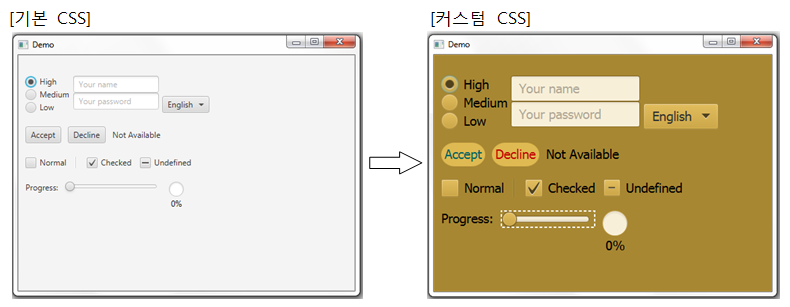 [기본 CSS]
Demo
High
Medium
Low
Your name
Your password
English
Accept
Decline
Not Available
Normal
Checked
Undefined
Progress:
0%
[커스텀 CSS]
Demo
High
Medium
Low
Your name
Your password
English
Accept
Decline
Not Available
Normal
Checked
Undefined
Progress:
0%